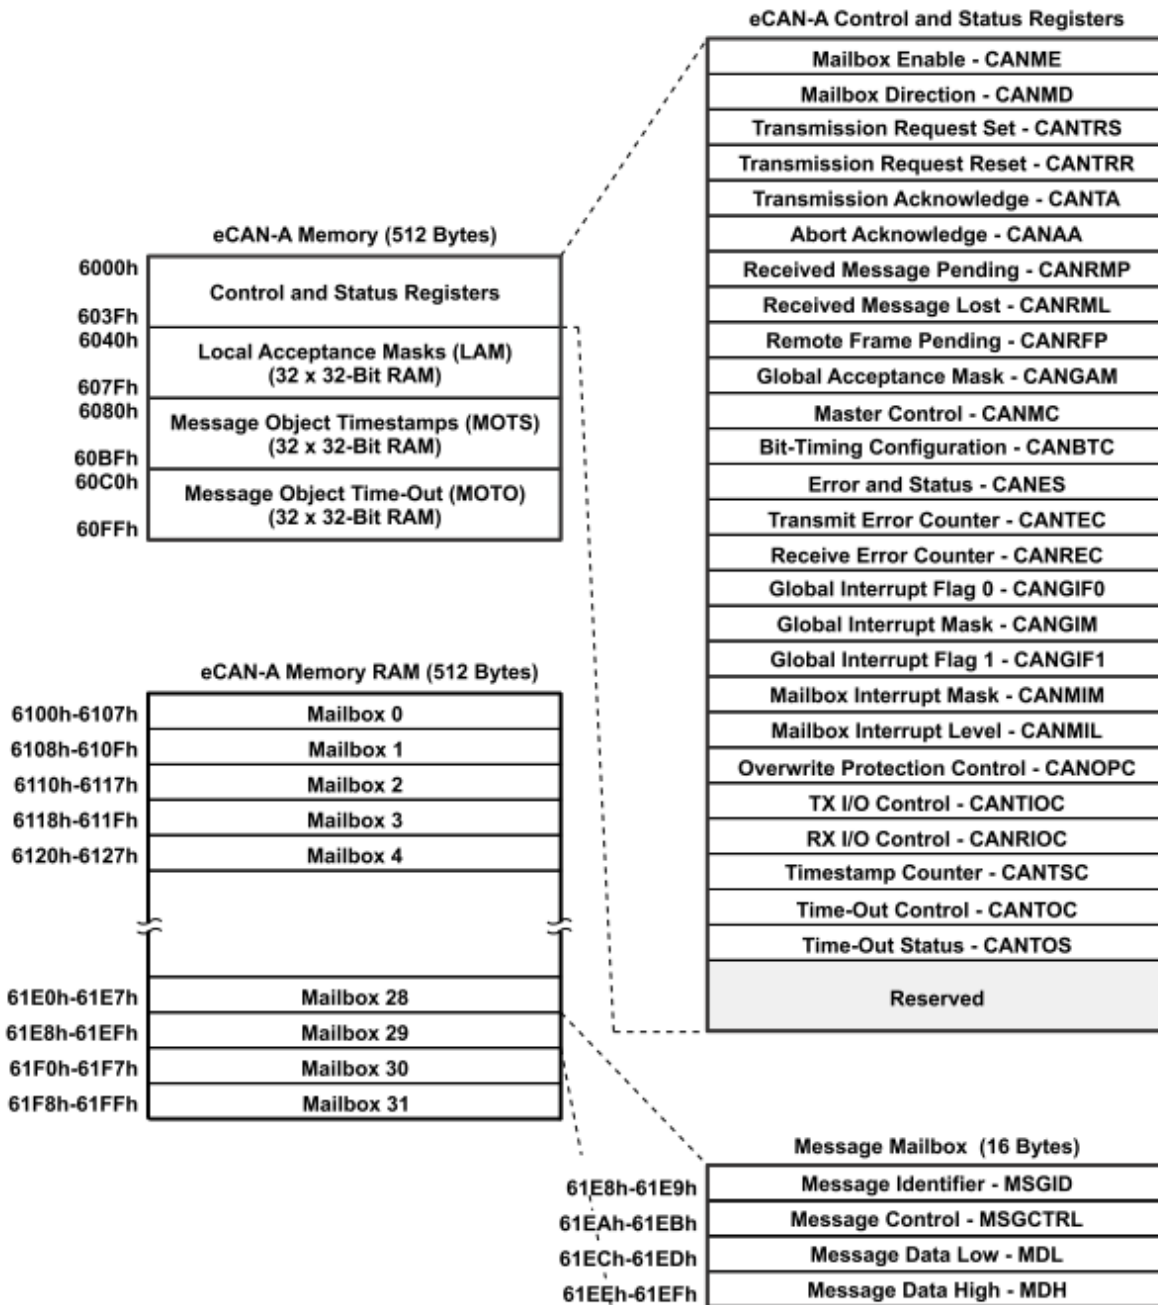 eCAN-A Control and Status Registers
Mailbox Enable - CANME
Mailbox Direction - CANMD
Transmission Request Set - CANTRS
Transmission Request Reset - CANTRR
Transmission Acknowledge - CANTA
Abort Acknowledge - CANAA
Received Message Pending - CANRMP
Received Message Lost - CANRML
Remote Frame Pending - CANRFP
Global Acceptance Mask - CANGAM
Master Control - CANMC
Bit-Timing Configuration - CANBTC
Error and Status - CANES
Transmit Error Counter - CANTEC
Receive Error Counter - CANREC
Global Interrupt Flag 0 - CANGIF0
Global Interrupt Mask - CANGIM
Global Interrupt Flag 1 - CANGIF1
Mailbox Interrupt Mask - CANMIM
Mailbox Interrupt Level - CANMIL
Overwrite Protection Control - CANOPC
TX I/O Control - CANTIOC
RX I/O Control - CANRIOC
Timestamp Counter - CANTSC
Time-Out Control - CANTOC
Time-Out Status - CANTOS
Reserved
eCAN-A Memory (512 Bytes)
6000h
Control and Status Registers
603Fh
6040h
Local Acceptance Masks (LAM)
(32 x 32-Bit RAM)
607Fh
6080h
Message Object Timestamps (MOTS)
(32 x 32-Bit RAM)
60BFh
60C0h
Message Object Time-Out (MOTO)
(32 x 32-Bit RAM)
60FFh
eCAN-A Memory RAM (512 Bytes)
6100h-6107h Mailbox 0
6108h-610Fh Mailbox 1
6110h-6117h Mailbox 2
6118h-611Fh Mailbox 3
6120h-6127h Mailbox 4
61E0h-61E7h Mailbox 28
61E8h-61EFh Mailbox 29
61F0h-61F7h Mailbox 30
61F8h-61FFh Mailbox 31
Message Mailbox (16 Bytes)
61E8h-61E9h Message Identifier - MSGID
61EAh-61EBh Message Control - MSGCTRL
61ECh-61EDh Message Data Low - MDL
61EEh-61EFh Message Data High - MDH